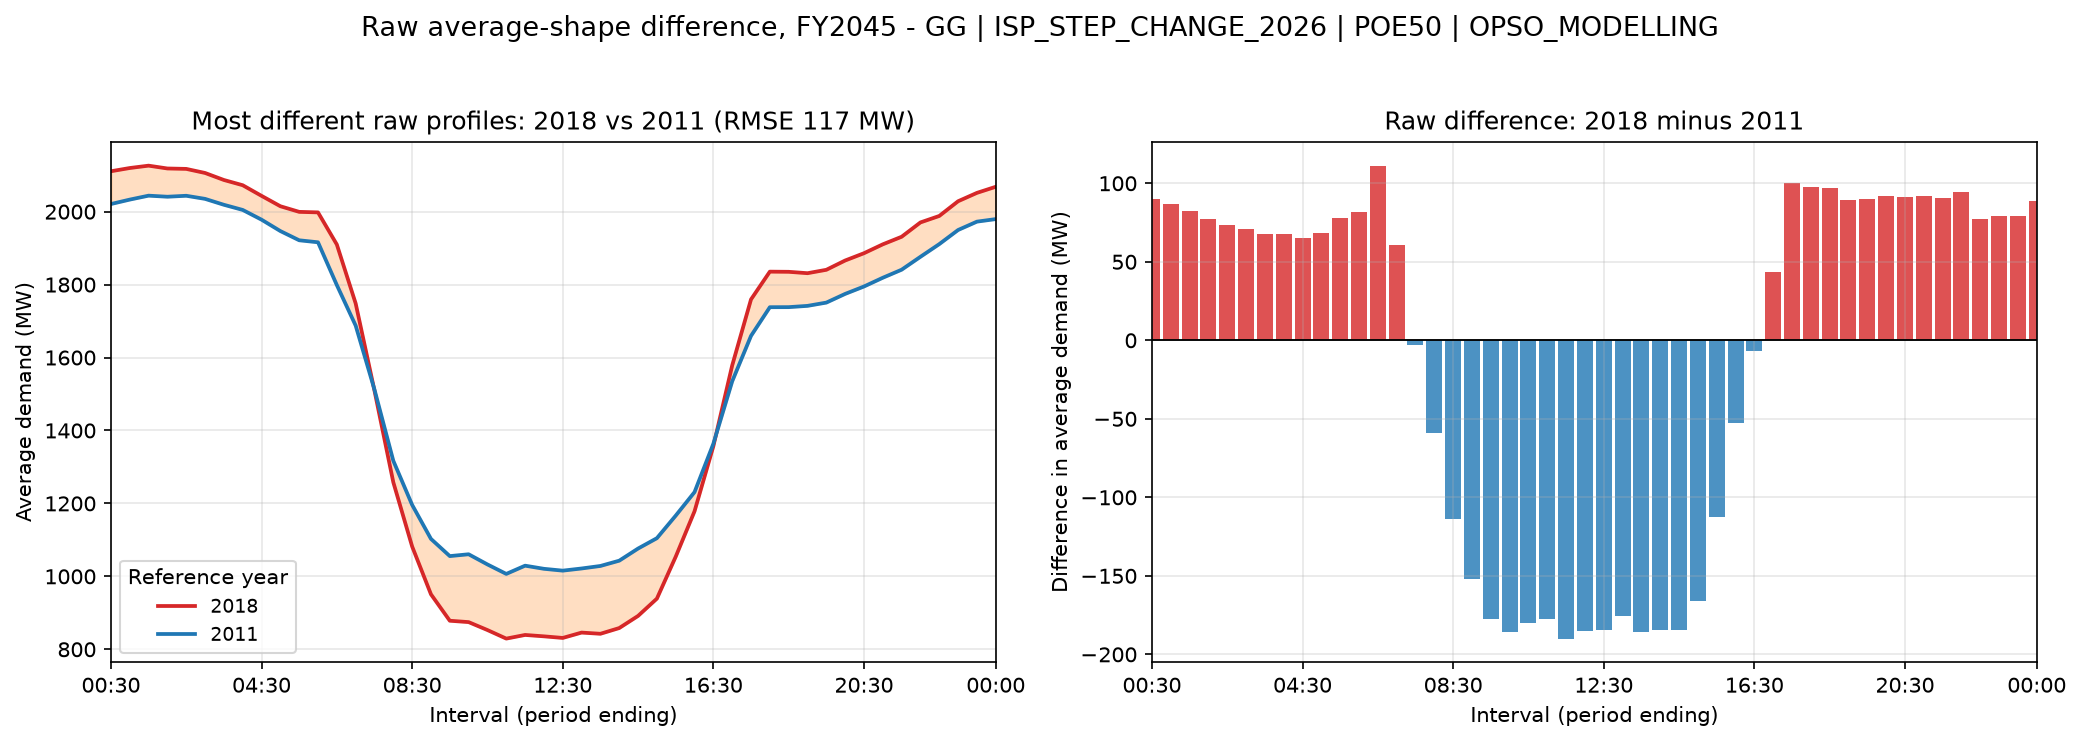 Raw average-shape difference, FY2045 - GG | ISP_STEP_CHANGE_2026 | POE50 | OPSO_MODELLING
Most different raw profiles: 2018 vs 2011 (RMSE 117 MW)
Average demand (MW)
2000
1800
1600
1400
1200
1000
800
Reference year
2018
2011
00:30 04:30 08:30 12:30 16:30 20:30 00:00
Interval (period ending)
Raw difference: 2018 minus 2011
Difference in average demand (MW)
100
50
0
−50
−100
−150
−200
00:30 04:30 08:30 12:30 16:30 20:30 00:00
Interval (period ending)